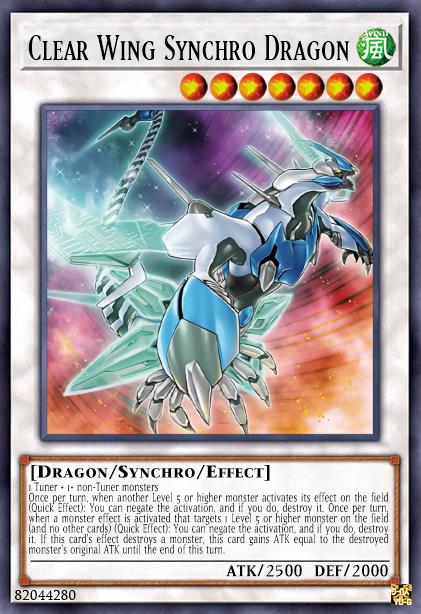 CLEAR WING SYNCHRO DRAGON
WIND
風
[DRAGON/SYNCHRO/EFFECT]
1 Tuner + 1+ non-Tuner monsters
Once per turn, when another Level 5 or higher monster activates its effect on the field
(Quick Effect): You can negate the activation, and if you do, destroy it. Once per turn,
when a monster effect is activated that targets 1 Level 5 or higher monster on the field
(and no other cards) (Quick Effect): You can negate the activation, and if you do, destroy
it. If this card's effect destroys a monster, this card gains ATK equal to the destroyed
monster's original ATK until the end of this turn.
ATK/2500 DEF/2000
82044280